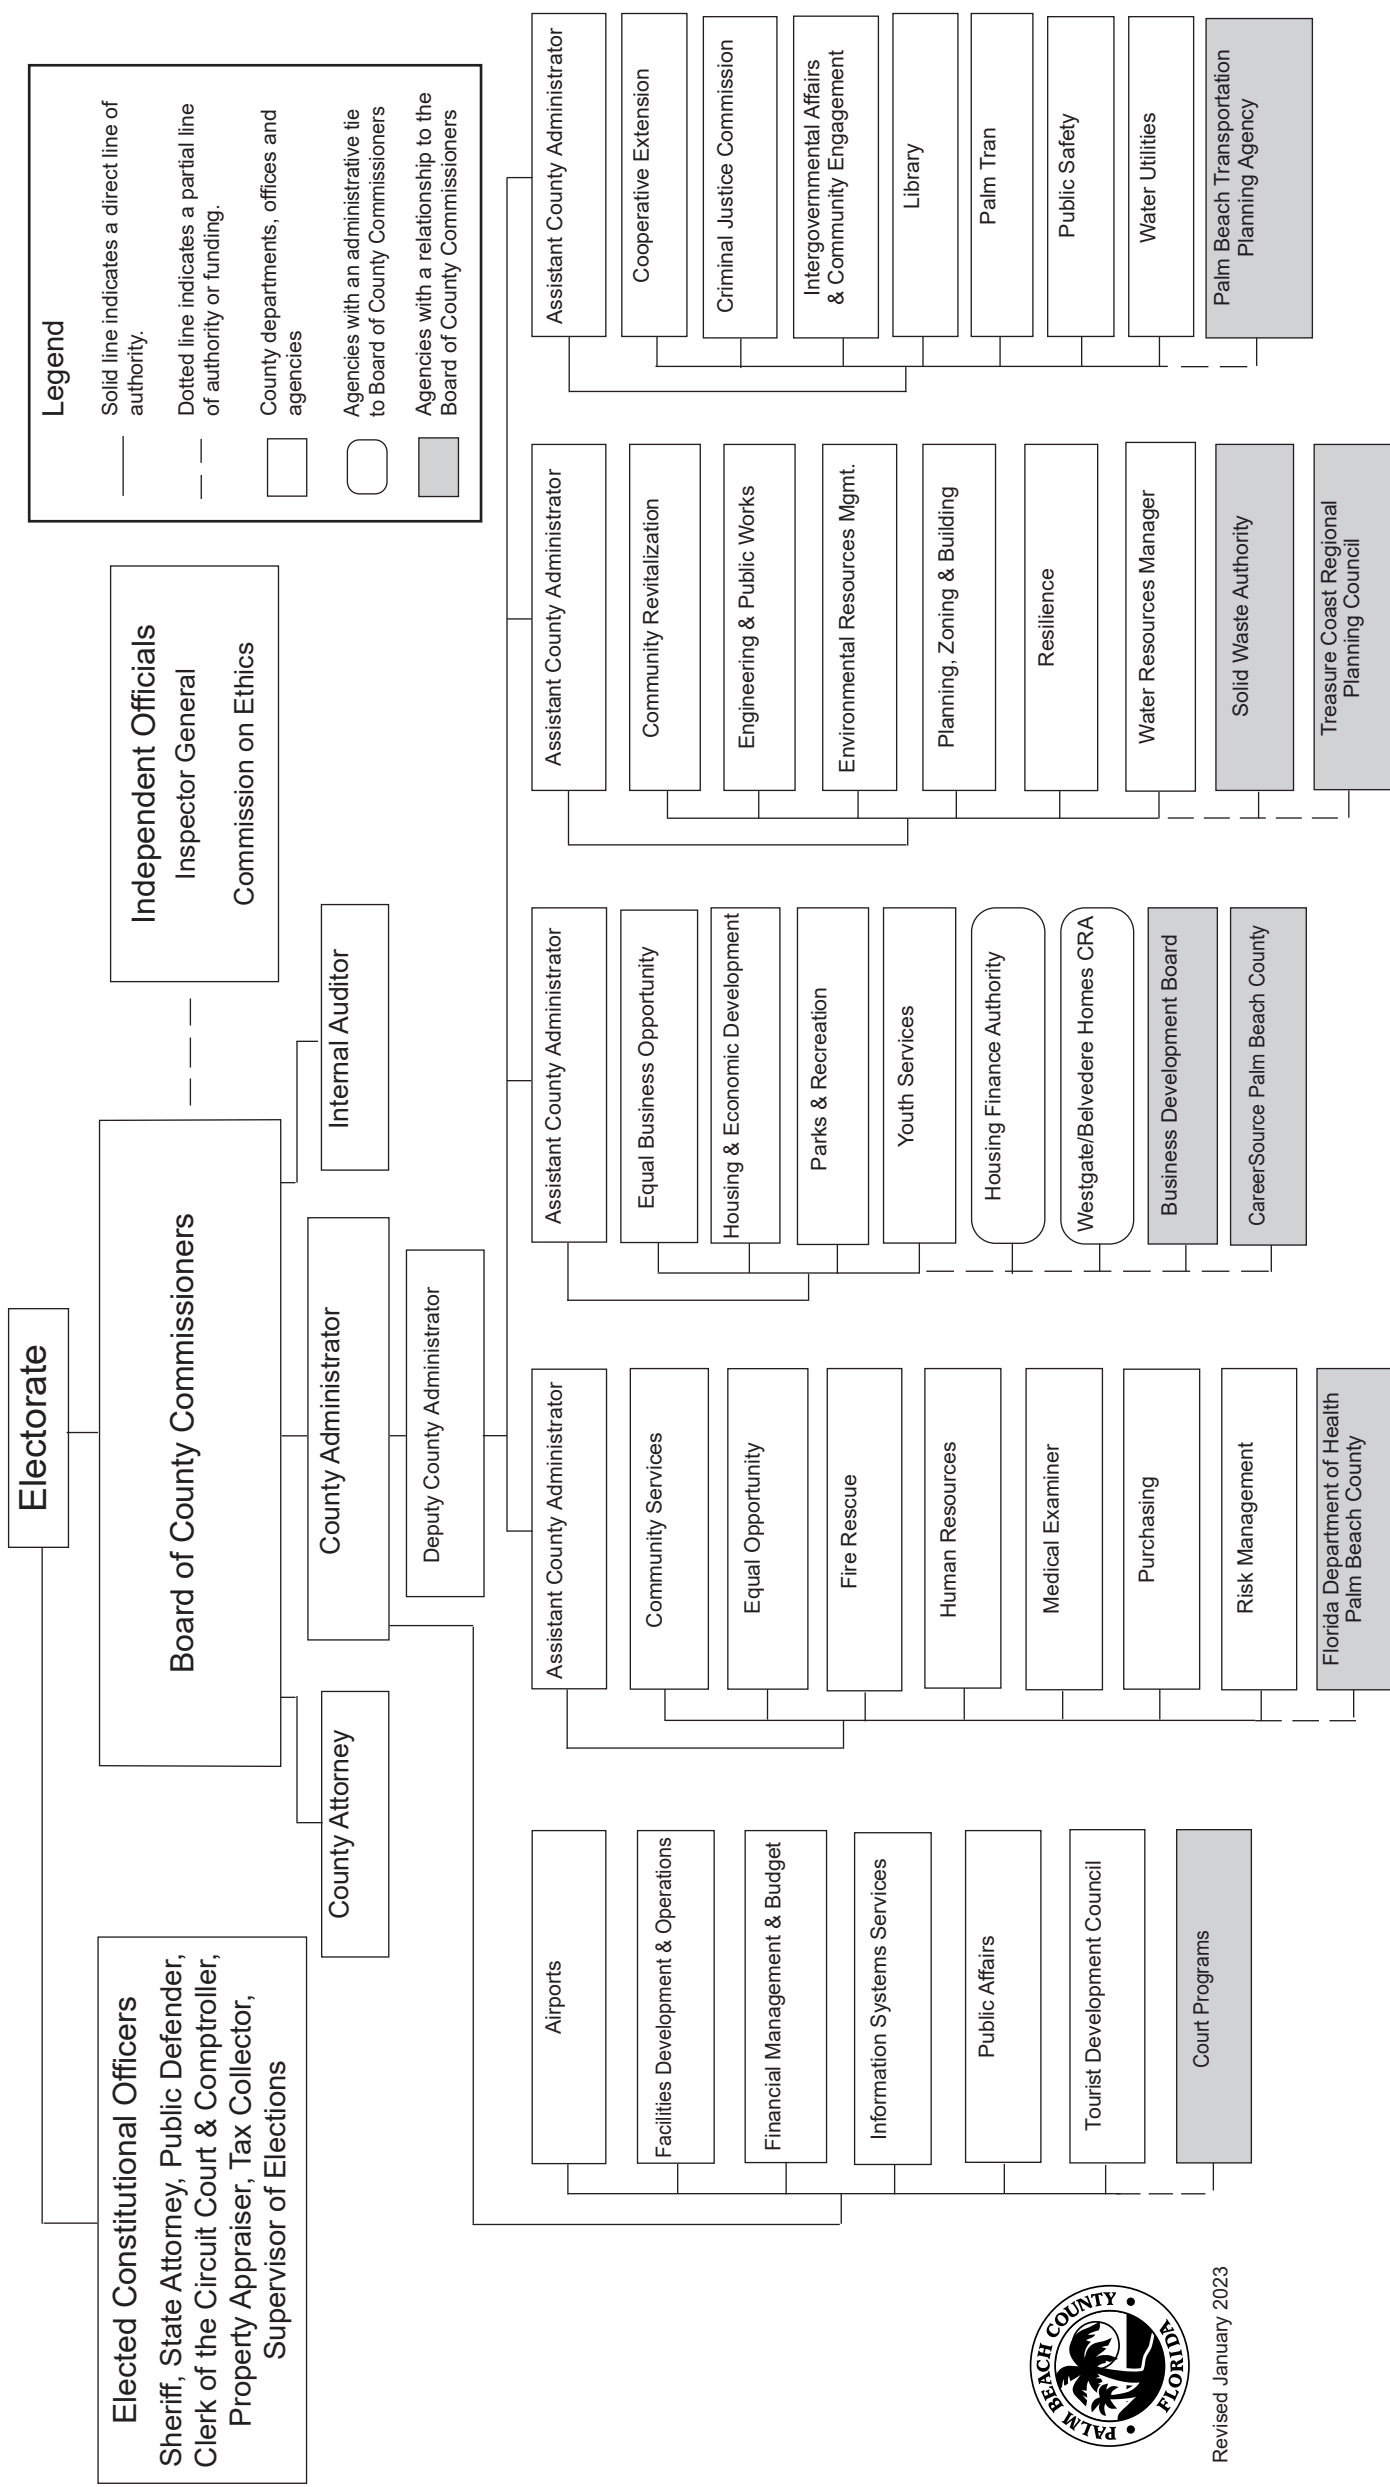 Electorate
Elected Constitutional Officers
Sheriff, State Attorney, Public Defender,
Clerk of the Circuit Court & Comptroller,
Property Appraiser, Tax Collector,
Supervisor of Elections
Board of County Commissioners
Independent Officials
Inspector General
Commission on Ethics
Legend
Solid line indicates a direct line of
authority.
Dotted line indicates a partial line
of authority or funding.
County departments, offices and
agencies
Agencies with an administrative tie
to Board of County Commissioners
Agencies with a relationship to the
Board of County Commissioners
County Attorney
County Administrator
Internal Auditor
Deputy County Administrator
Airports
Facilities Development & Operations
Financial Management & Budget
Information Systems Services
Public Affairs
Tourist Development Council
Court Programs
Assistant County Administrator
Community Services
Equal Opportunity
Fire Rescue
Human Resources
Medical Examiner
Purchasing
Risk Management
Florida Department of Health
Palm Beach County
Assistant County Administrator
Equal Business Opportunity
Housing & Economic Development
Parks & Recreation
Youth Services
Housing Finance Authority
Westgate/Belvedere Homes CRA
Business Development Board
CareerSource Palm Beach County
Assistant County Administrator
Community Revitalization
Engineering & Public Works
Environmental Resources Mgmt.
Planning, Zoning & Building
Resilience
Water Resources Manager
Solid Waste Authority
Treasure Coast Regional
Planning Council
Assistant County Administrator
Cooperative Extension
Criminal Justice Commission
Intergovernmental Affairs
& Community Engagement
Library
Palm Tran
Public Safety
Water Utilities
Palm Beach Transportation
Planning Agency
PALM BEACH COUNTY
FLORIDA
Revised January 2023